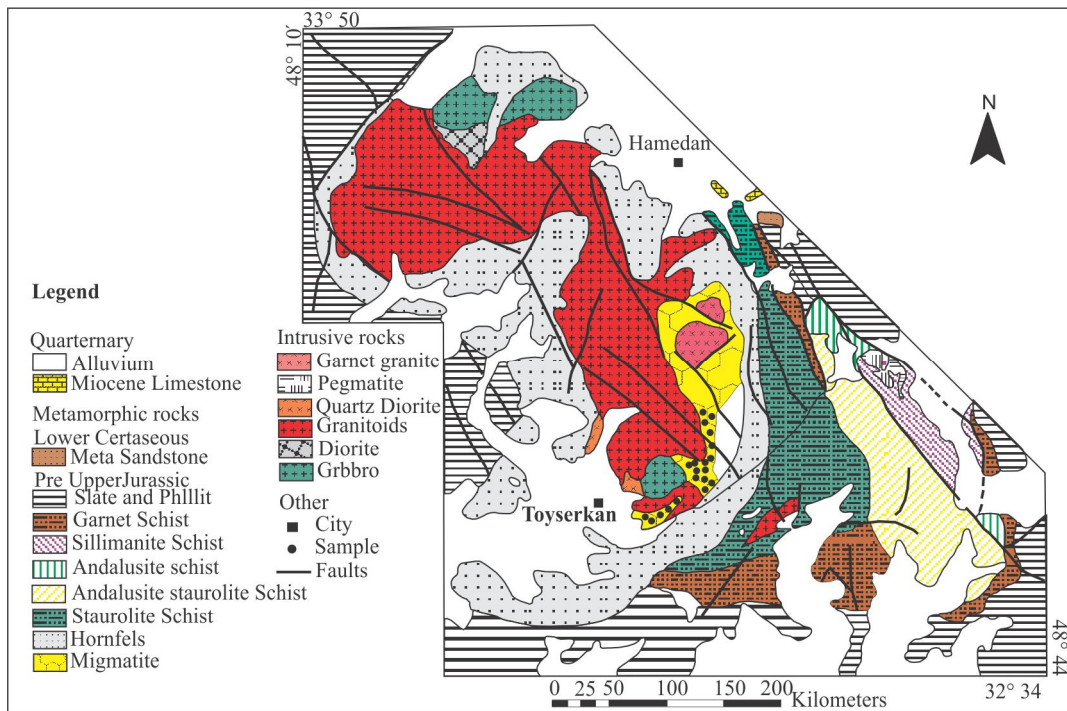 33° 50
48° 10′
N
Hamedan
Toyserkan
Legend
Quarternary
Alluvium
Miocene Limestone
Metamorphic rocks
Lower Certaseous
Meta Sandstone
Pre UpperJurassic
Slate and Phlllit
Garnet Schist
Sillimanite Schist
Andalusite schist
Andalusite staurolite Schist
Staurolite Schist
Hornfels
Migmatite
Intrusive rocks
Garnct granite
Pegmatite
Quartz Diorite
Granitoids
Diorite
Grbbro
Other
City
Sample
Faults
48° 44
32° 34
0 25 50 100 150 200
Kilometers